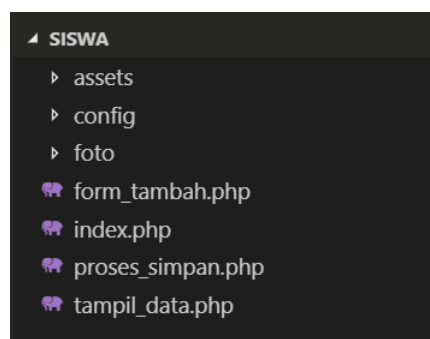 SISWA
assets
config
foto
form_tambah.php
index.php
proses_simpan.php
tampil_data.php